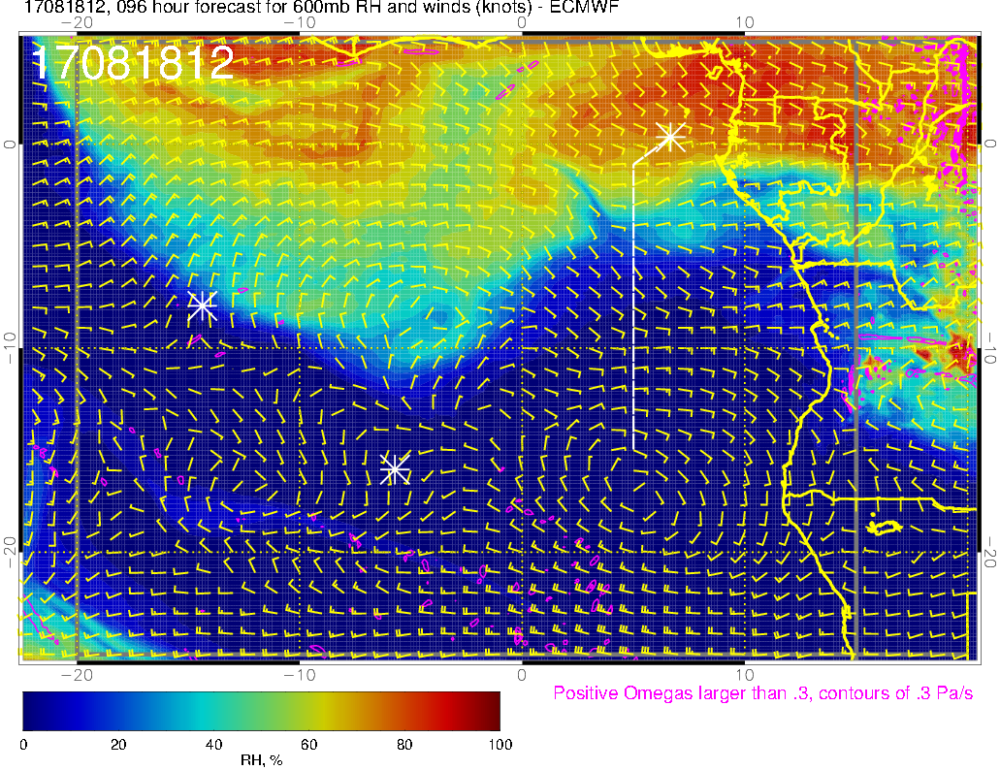 17081812, 096 hour forecast for 600mb RH and winds (knots) - ECMWF
−20 −10 0 10
17081812
0 0
−10 −10
−20 −20
−20 −10 0 10
Positive Omegas larger than .3, contours of .3 Pa/s
0 20 40 60 80 100
RH, %